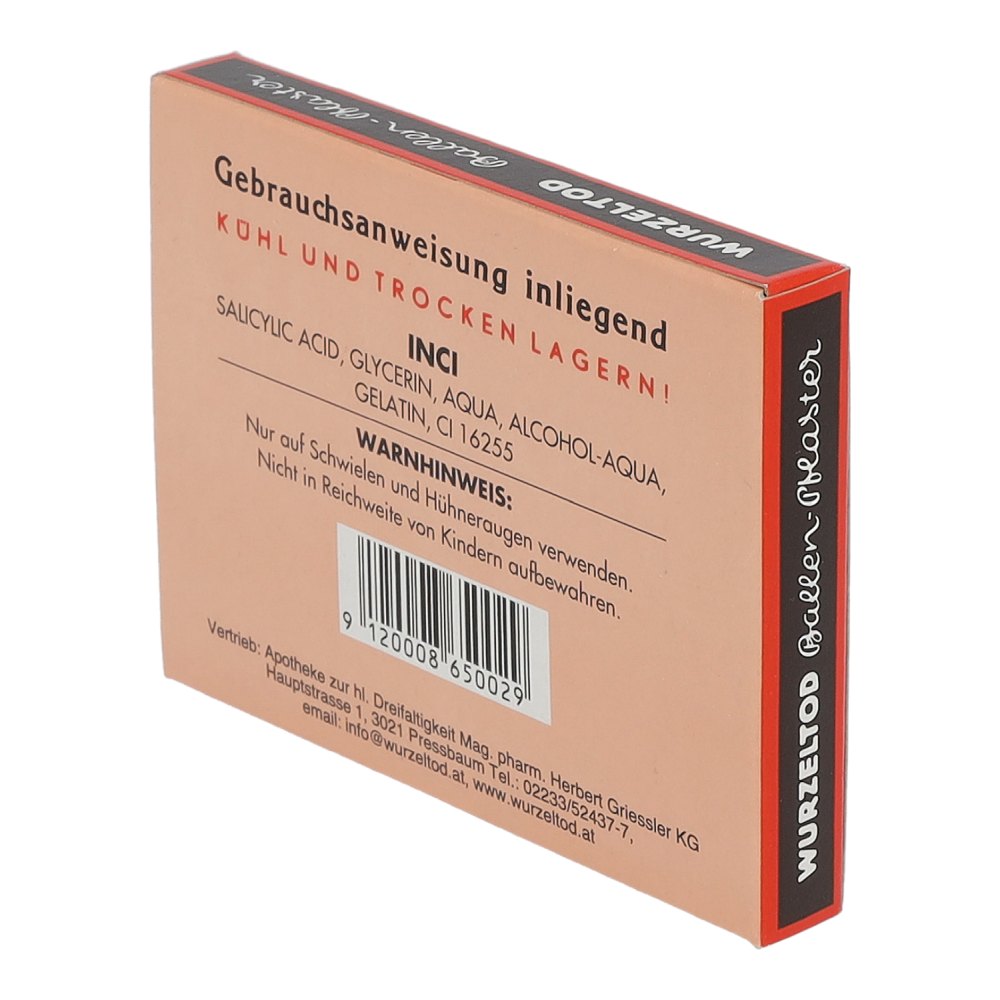 WURZELTOD Ballen-Pflaster
Gebrauchsanweisung inliegend
KÜHL UND TROCKEN LAGERN!
INCI
SALICYLIC ACID, GLYCERIN, AQUA, ALCOHOL-AQUA,
GELATIN, CI 16255
WARNHINWEIS:
Nur auf Schwielen und Hühneraugen verwenden.
Nicht in Reichweite von Kindern aufbewahren.
9 120008 650029
Vertrieb: Apotheke zur hl. Dreifaltigkeit Mag. pharm. Herbert Griessler KG
Hauptstrasse 1, 3021 Pressbaum Tel.: 02233/52437-7,
email: info@wurzeltod.at, www.wurzeltod.at
WURZELTOD Ballen-Pflaster